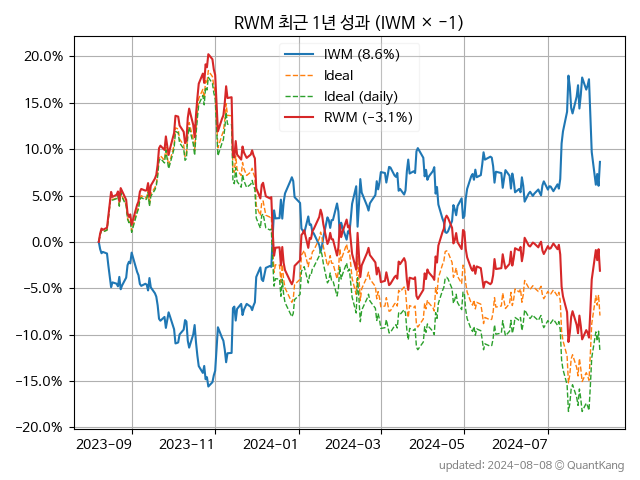 RWM 최근 1년 성과 (IWM × −1)
IWM (8.6%)
Ideal
Ideal (daily)
RWM (−3.1%)
20.0%
15.0%
10.0%
5.0%
0.0%
−5.0%
−10.0%
−15.0%
−20.0%
2023-09
2023-11
2024-01
2024-03
2024-05
2024-07
updated: 2024-08-08 © QuantKang